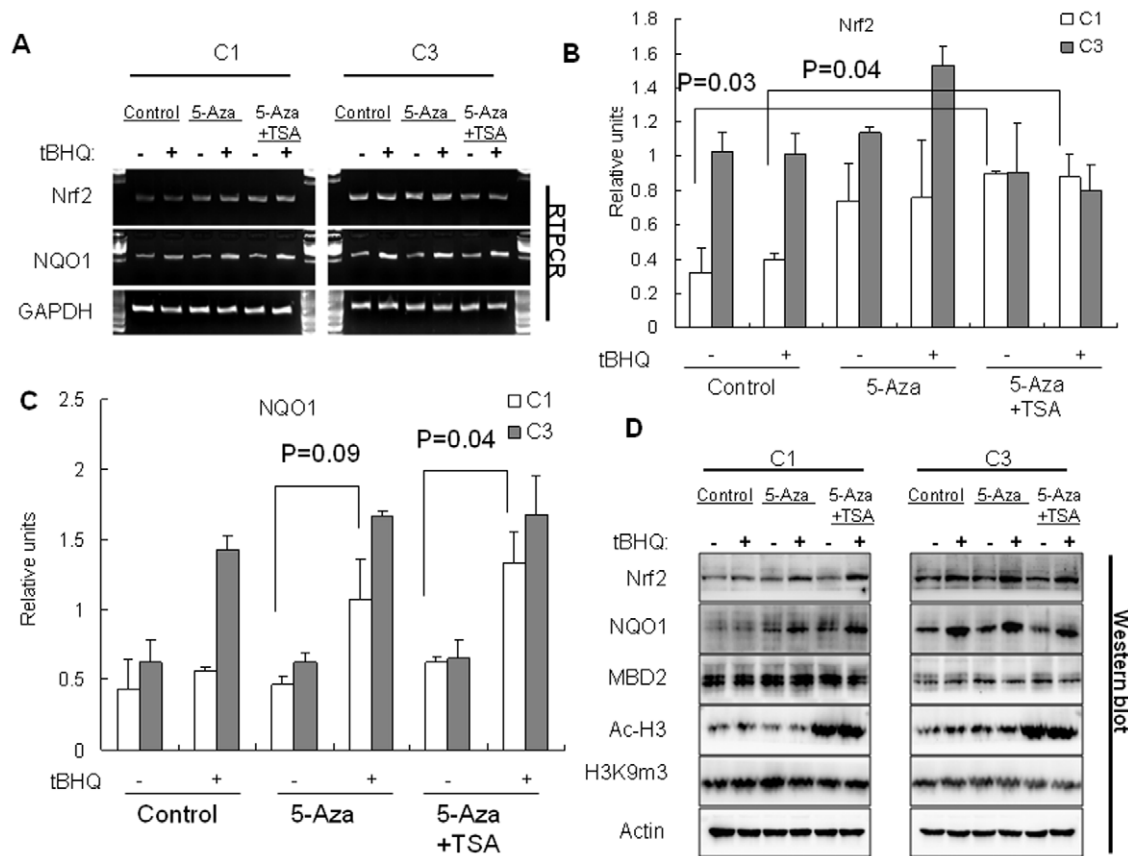 A
C1
C3
Control 5-Aza 5-Aza
+TSA
Control 5-Aza 5-Aza
+TSA
tBHQ: - + - + - + - + - + - +
Nrf2
NQO1
GAPDH
RTPCR
B
Nrf2
C1
C3
P=0.03
P=0.04
Relative units
1.8
1.6
1.4
1.2
1
0.8
0.6
0.4
0.2
0
tBHQ - + - + - +
Control 5-Aza 5-Aza
+TSA
C
NQO1
C1
C3
P=0.09
P=0.04
Relative units
2.5
2
1.5
1
0.5
0
tBHQ - + - + - +
Control 5-Aza 5-Aza
+TSA
D
C1
C3
Control 5-Aza 5-Aza
+TSA
Control 5-Aza 5-Aza
+TSA
tBHQ: - + - + - + - + - + - +
Nrf2
NQO1
MBD2
Ac-H3
H3K9m3
Actin
Western blot